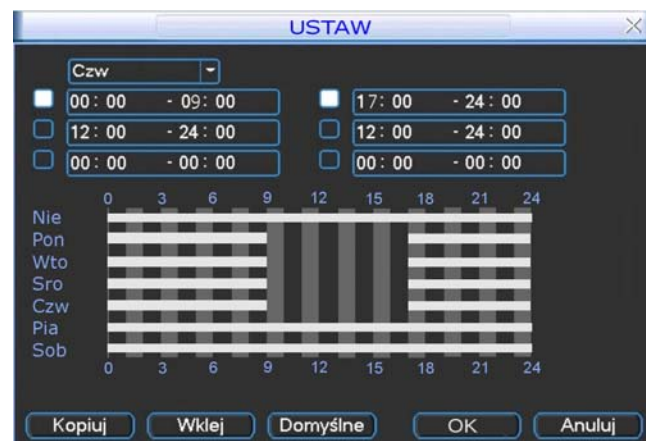 USTAW
Czw
00: 00 - 09: 00 17: 00 - 24: 00
12: 00 - 24: 00 12: 00 - 24: 00
00: 00 - 00: 00 00: 00 - 00: 00
0 3 6 9 12 15 18 21 24
Nie
Pon
Wto
Sro
Czw
Pia
Sob
0 3 6 9 12 15 18 21 24
Kopiuj Wklej Domyślne OK Anuluj